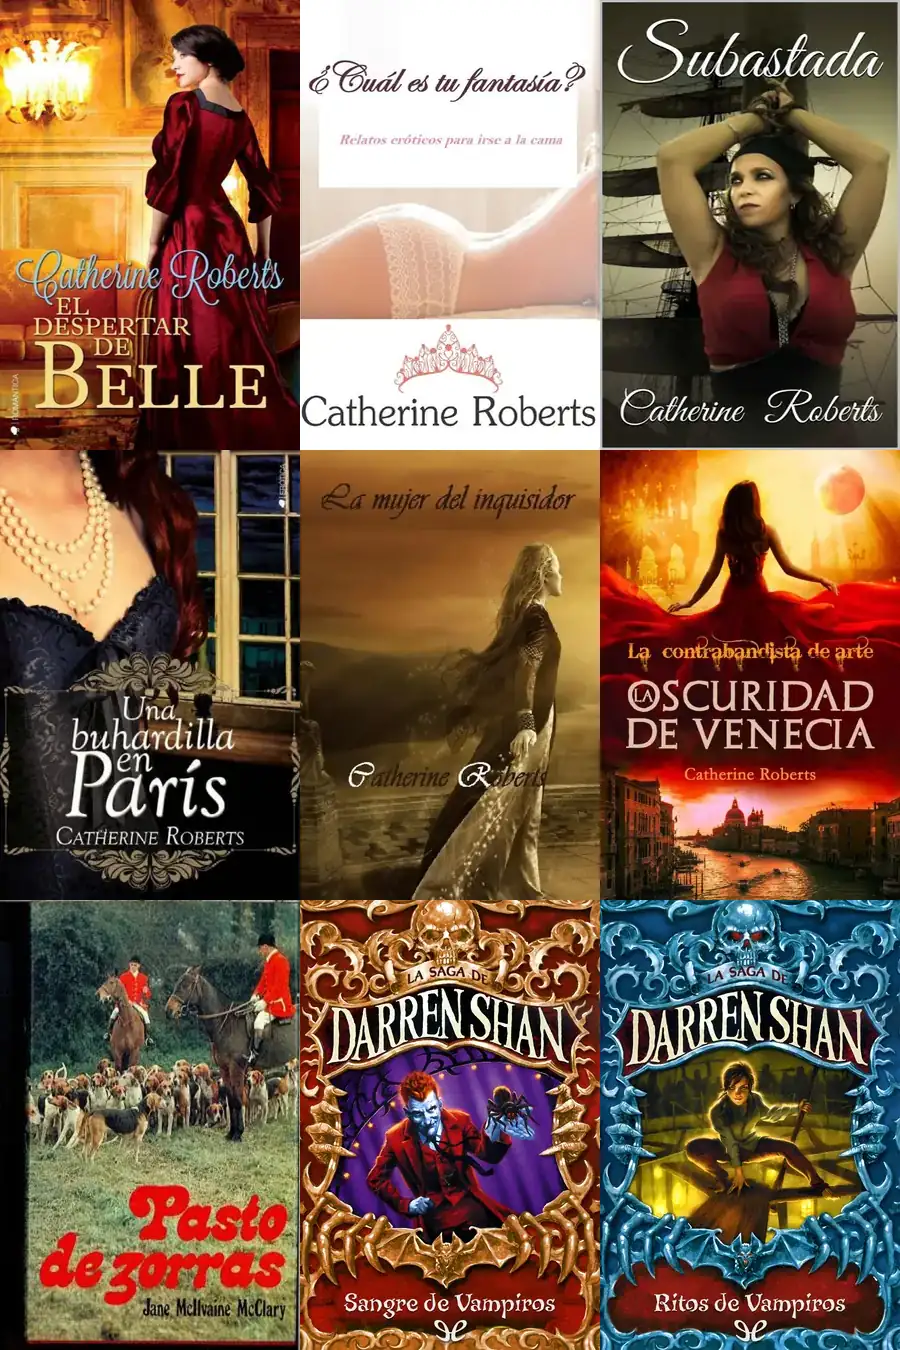 Catherine Roberts
EL
DESPERTAR
DE
BELLE
ROMANTICA
¿Cuál es tu fantasía?
Relatos eróticos para irse a la cama
Catherine Roberts
Subastada
Catherine Roberts
EROTICA
Una
buhardilla
en
París
CATHERINE ROBERTS
La mujer del inquisidor
Catherine Roberts
La contrabandista de arte
LA OSCURIDAD
DE VENECIA
Catherine Roberts
Pasto
de zorras
Jane McIlvaine McClary
LA SAGA DE
DARREN SHAN
Sangre de Vampiros
LA SAGA DE
DARREN SHAN
Ritos de Vampiros